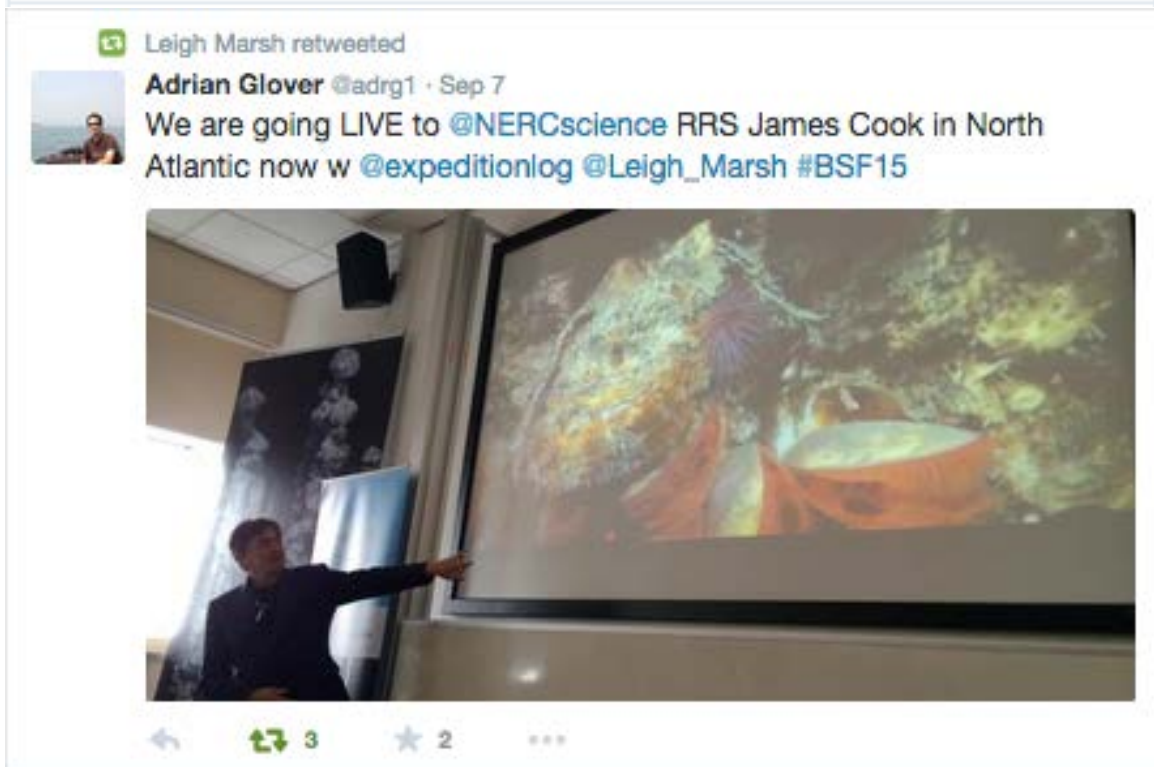 Leigh Marsh retweeted
Adrian Glover @adrg1 · Sep 7
We are going LIVE to @NERCscience RRS James Cook in North
Atlantic now w @expeditionlog @Leigh_Marsh #BSF15
3 2